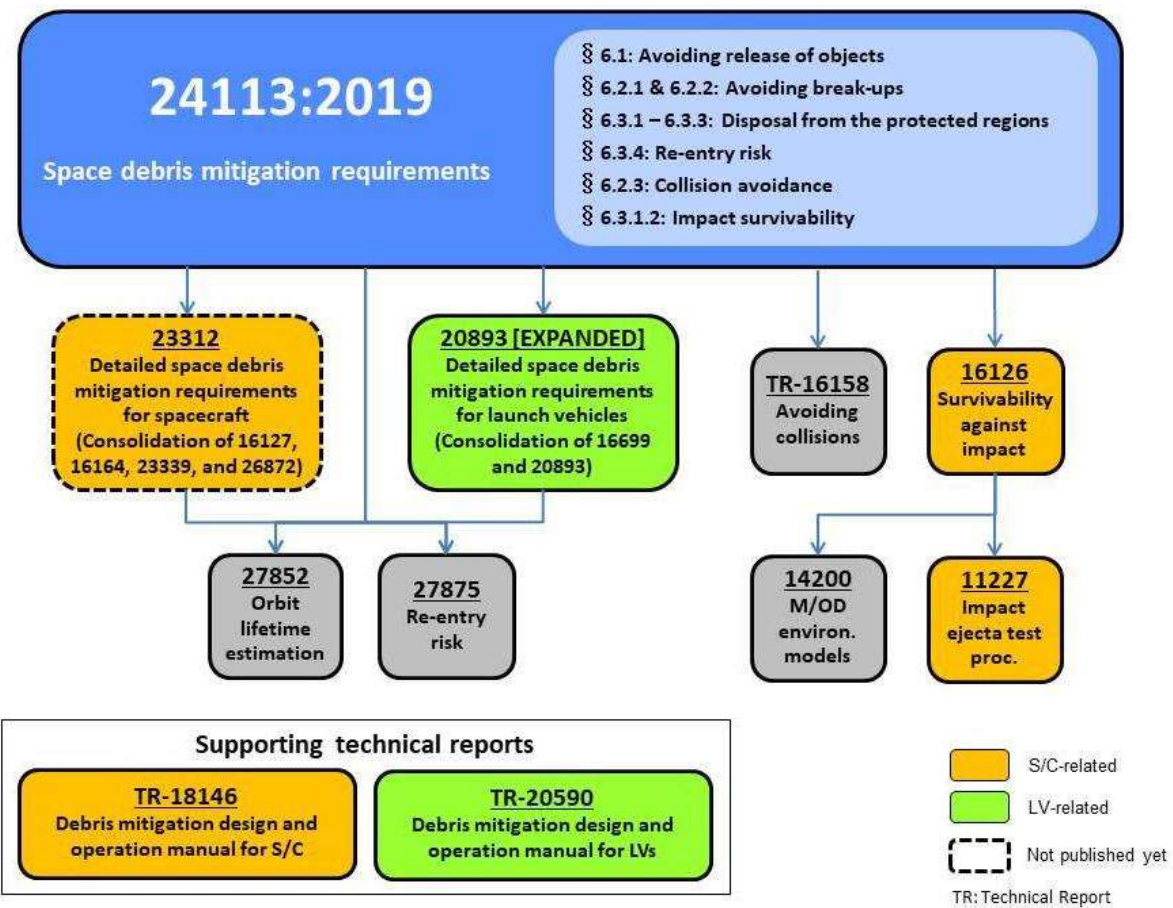 24113:2019
Space debris mitigation requirements
§ 6.1: Avoiding release of objects
§ 6.2.1 & 6.2.2: Avoiding break-ups
§ 6.3.1 – 6.3.3: Disposal from the protected regions
§ 6.3.4: Re-entry risk
§ 6.2.3: Collision avoidance
§ 6.3.1.2: Impact survivability
23312
Detailed space debris
mitigation requirements
for spacecraft
(Consolidation of 16127,
16164, 23339, and 26872)
20893 [EXPANDED]
Detailed space debris
mitigation requirements
for launch vehicles
(Consolidation of 16699
and 20893)
TR-16158
Avoiding
collisions
16126
Survivability
against
impact
27852
Orbit
lifetime
estimation
27875
Re-entry
risk
14200
M/OD
environ.
models
11227
Impact
ejecta test
proc.
Supporting technical reports
TR-18146
Debris mitigation design and
operation manual for S/C
TR-20590
Debris mitigation design and
operation manual for LVs
S/C-related
LV-related
Not published yet
TR: Technical Report